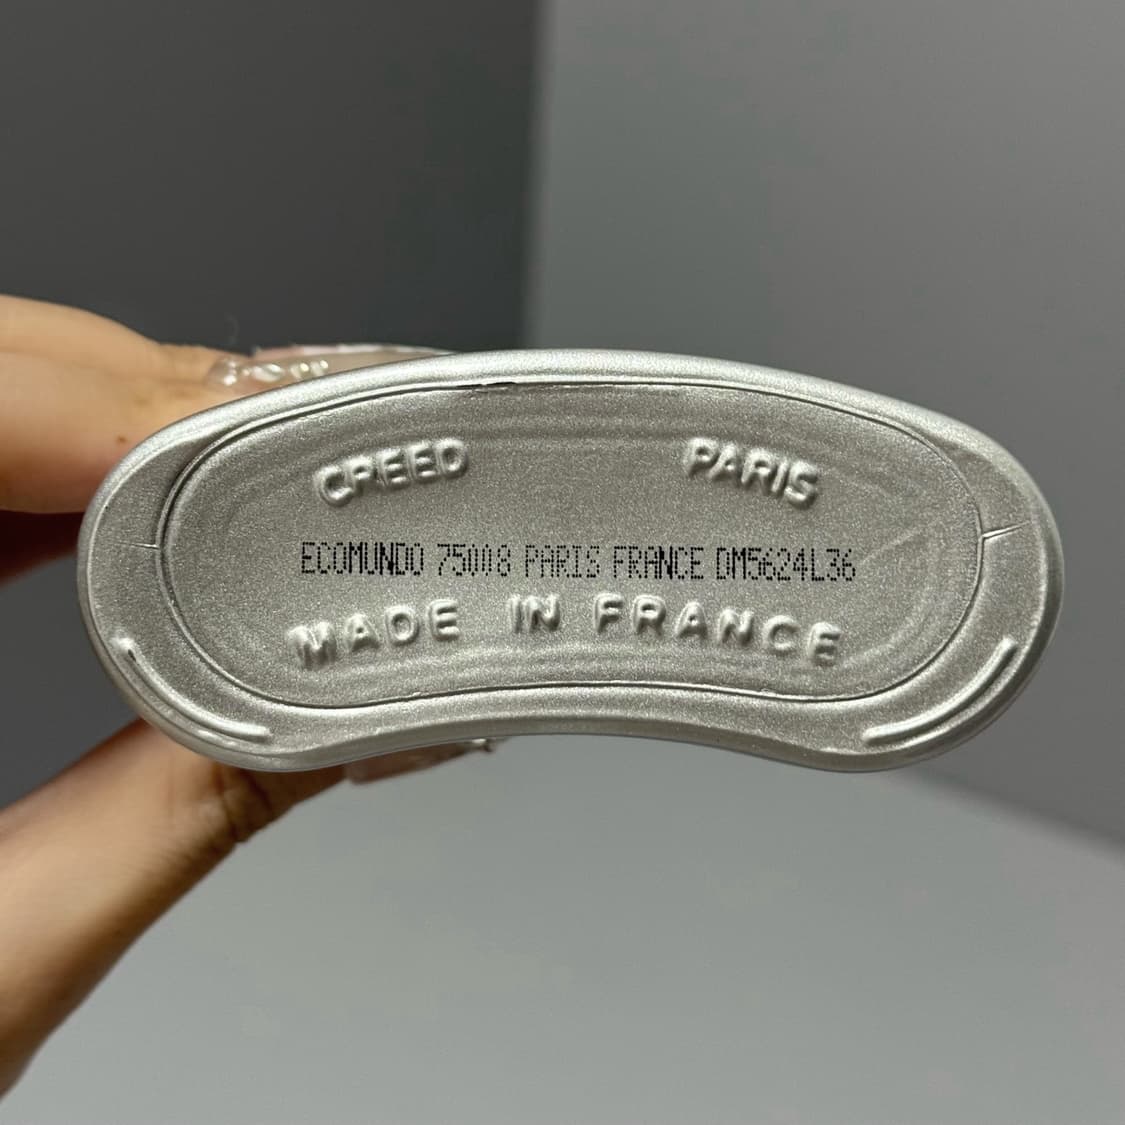 CREED PARIS
ECOMUNDO 75008 PARIS FRANCE DM5624L36
MADE IN FRANCE